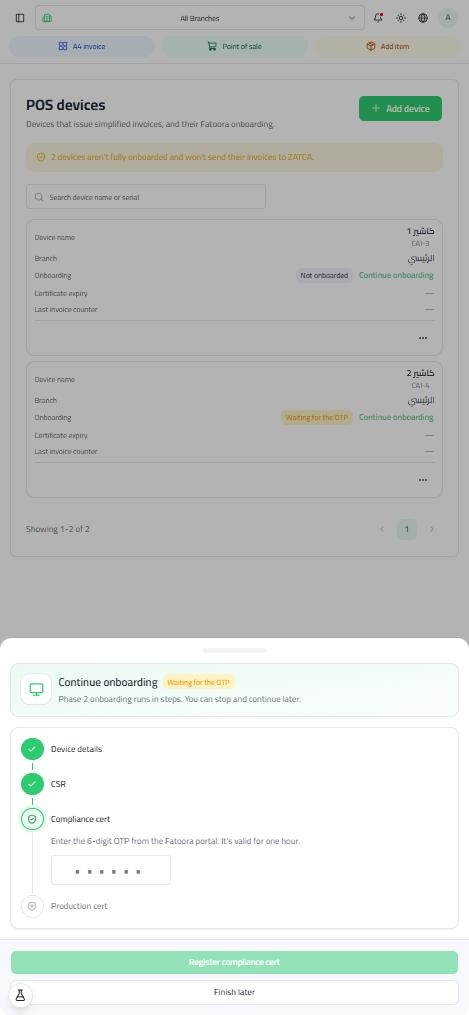 All Branches
A
A4 invoice
Point of sale
Add item
POS devices
Devices that issue simplified invoices, and their Fatoora onboarding.
Add device
2 devices aren't fully onboarded and won't send their invoices to ZATCA.
Search device name or serial
Device name
كاشير 1
CA1-3
Branch
الرئيسي
Onboarding
Not onboarded
Continue onboarding
Certificate expiry
—
Last invoice counter
—
Device name
كاشير 2
CA1-4
Branch
الرئيسي
Onboarding
Waiting for the OTP
Continue onboarding
Certificate expiry
—
Last invoice counter
—
Showing 1-2 of 2
1
Continue onboarding
Waiting for the OTP
Phase 2 onboarding runs in steps. You can stop and continue later.
Device details
CSR
Compliance cert
Enter the 6-digit OTP from the Fatoora portal. It's valid for one hour.
Production cert
Register compliance cert
Finish later